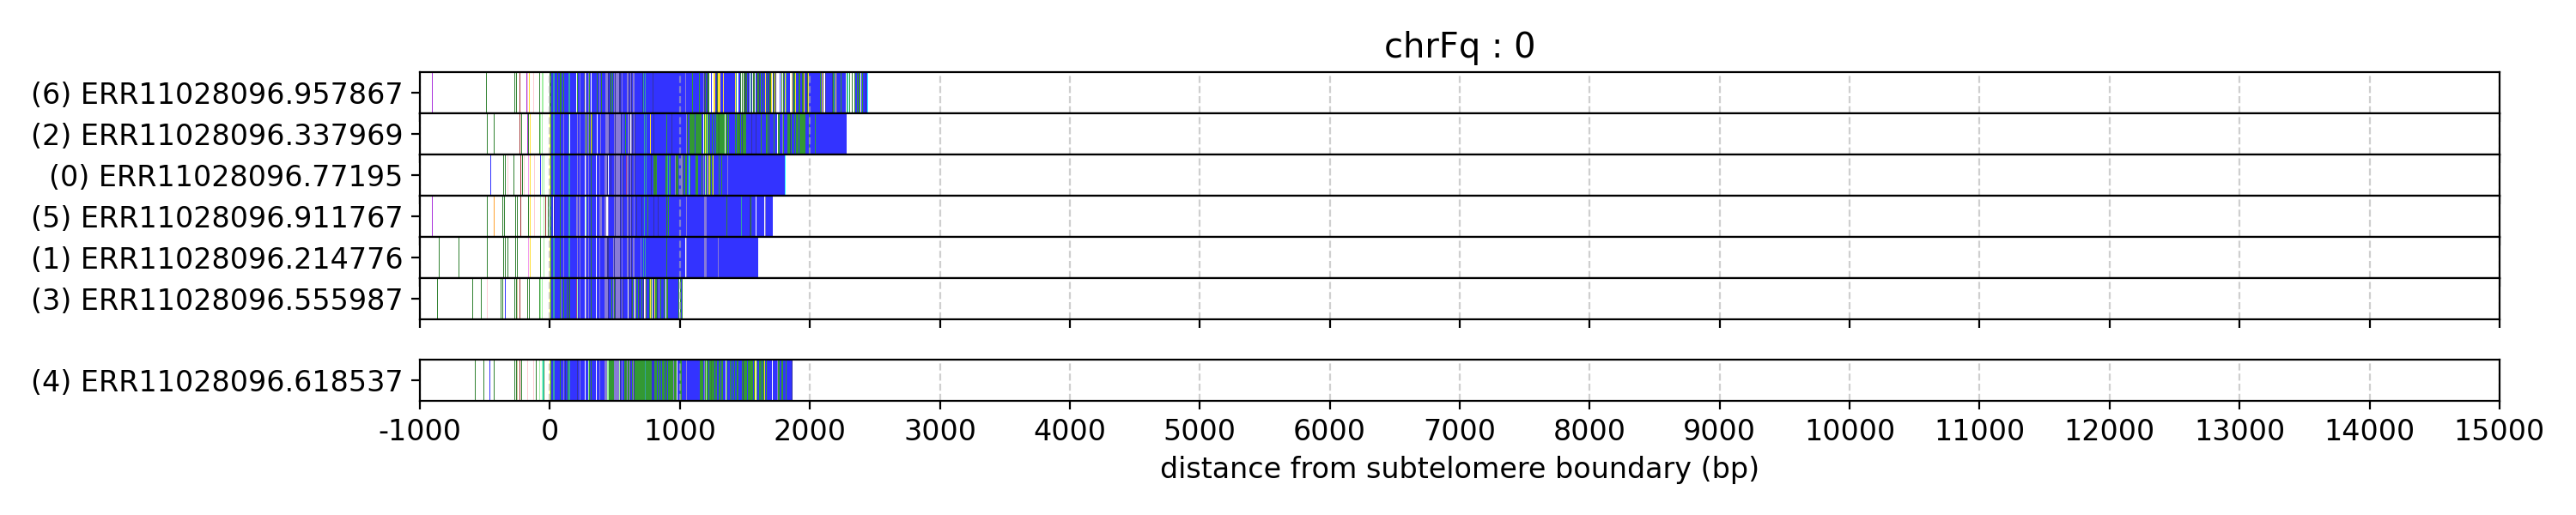 chrFq : 0
(6) ERR11028096.957867
(2) ERR11028096.337969
(0) ERR11028096.77195
(5) ERR11028096.911767
(1) ERR11028096.214776
(3) ERR11028096.555987
(4) ERR11028096.618537
-1000 0 1000 2000 3000 4000 5000 6000 7000 8000 9000 10000 11000 12000 13000 14000 15000
distance from subtelomere boundary (bp)